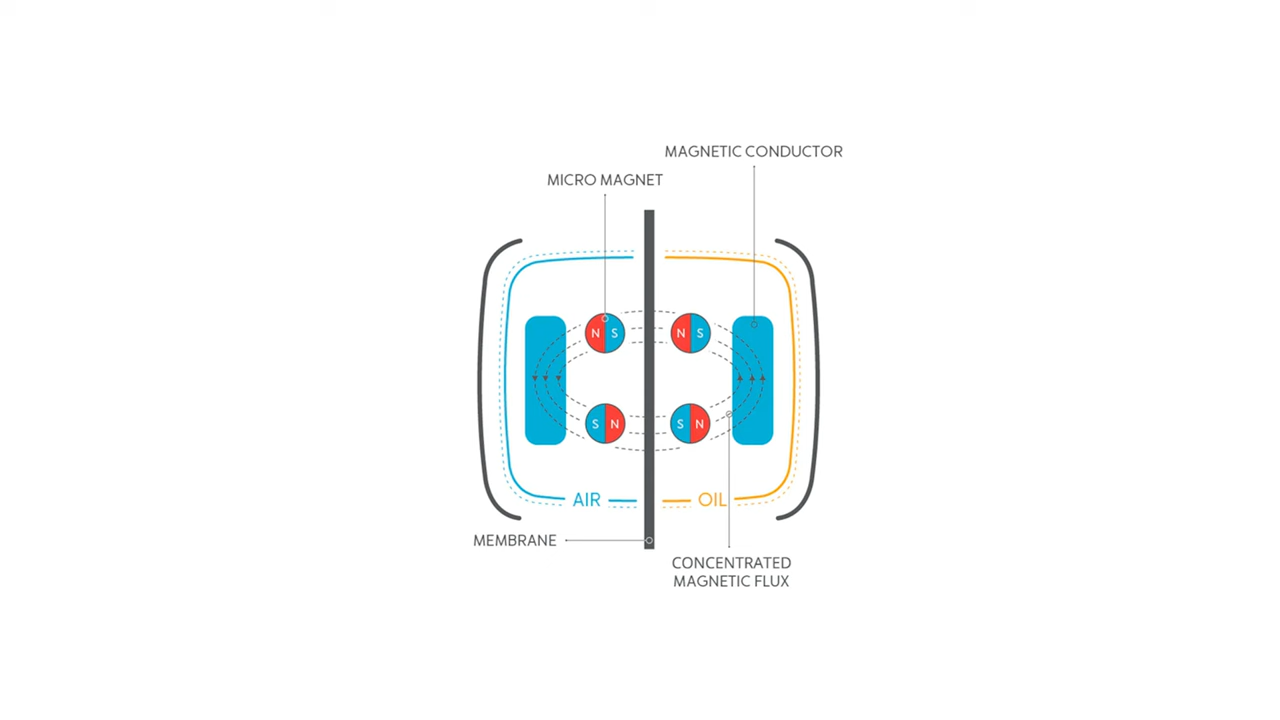 MAGNETIC CONDUCTOR
MICRO MAGNET
N S
N S
S N
S N
AIR
OIL
MEMBRANE
CONCENTRATED
MAGNETIC FLUX